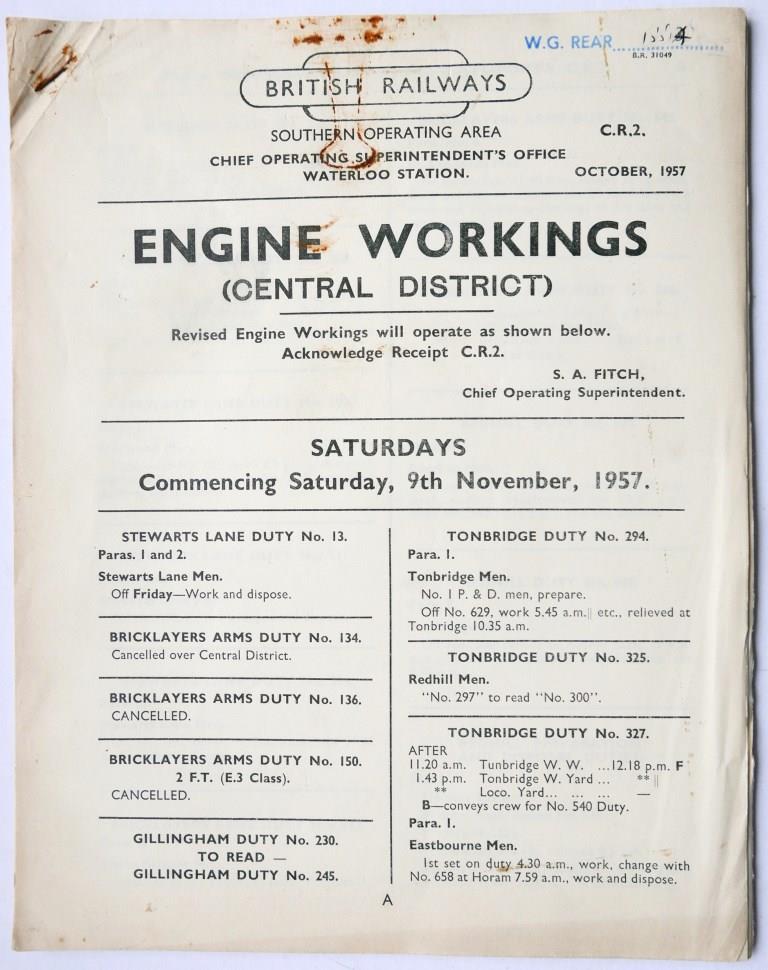 W.G. REAR
B.R. 31049
BRITISH RAILWAYS
SOUTHERN OPERATING AREA C.R.2.
CHIEF OPERATING SUPERINTENDENT'S OFFICE
WATERLOO STATION. OCTOBER, 1957
ENGINE WORKINGS
(CENTRAL DISTRICT)
Revised Engine Workings will operate as shown below.
Acknowledge Receipt C.R.2.
S. A. FITCH,
Chief Operating Superintendent.
SATURDAYS
Commencing Saturday, 9th November, 1957.
STEWARTS LANE DUTY No. 13.
Paras. 1 and 2.
Stewarts Lane Men.
Off Friday—Work and dispose.
BRICKLAYERS ARMS DUTY No. 134.
Cancelled over Central District.
BRICKLAYERS ARMS DUTY No. 136.
CANCELLED.
BRICKLAYERS ARMS DUTY No. 150.
2 F.T. (E.3 Class).
CANCELLED.
GILLINGHAM DUTY No. 230.
TO READ —
GILLINGHAM DUTY No. 245.
TONBRIDGE DUTY No. 294.
Para. 1.
Tonbridge Men.
No. 1 P. & D. men, prepare.
Off No. 629, work 5.45 a.m.|| etc., relieved at
Tonbridge 10.35 a.m.
TONBRIDGE DUTY No. 325.
Redhill Men.
"No. 297" to read "No. 300".
TONBRIDGE DUTY No. 327.
AFTER
11.20 a.m. Tunbridge W. W. ...12.18 p.m. F
1.43 p.m. Tonbridge W. Yard ... ** ||
** Loco. Yard... ... ... —
B—conveys crew for No. 540 Duty.
Para. 1.
Eastbourne Men.
1st set on duty 4.30 a.m., work, change with
No. 658 at Horam 7.59 a.m., work and dispose.
A